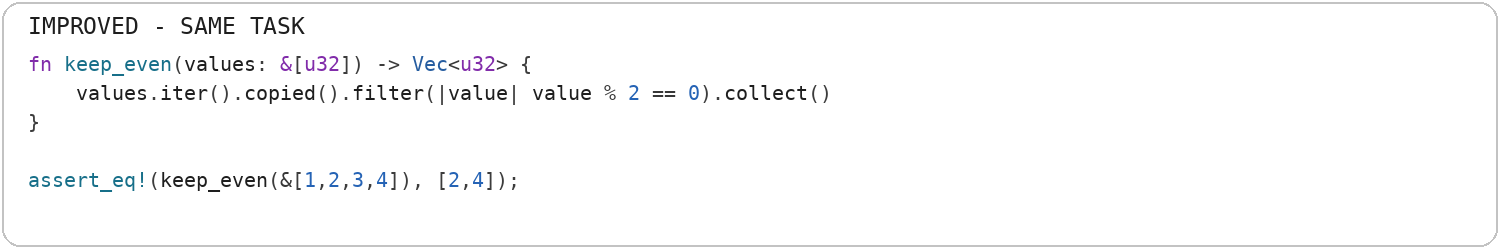 IMPROVED - SAME TASK
fn keep_even(values: &[u32]) -> Vec<u32> {
    values.iter().copied().filter(|value| value % 2 == 0).collect()
}
assert_eq!(keep_even(&[1,2,3,4]), [2,4]);